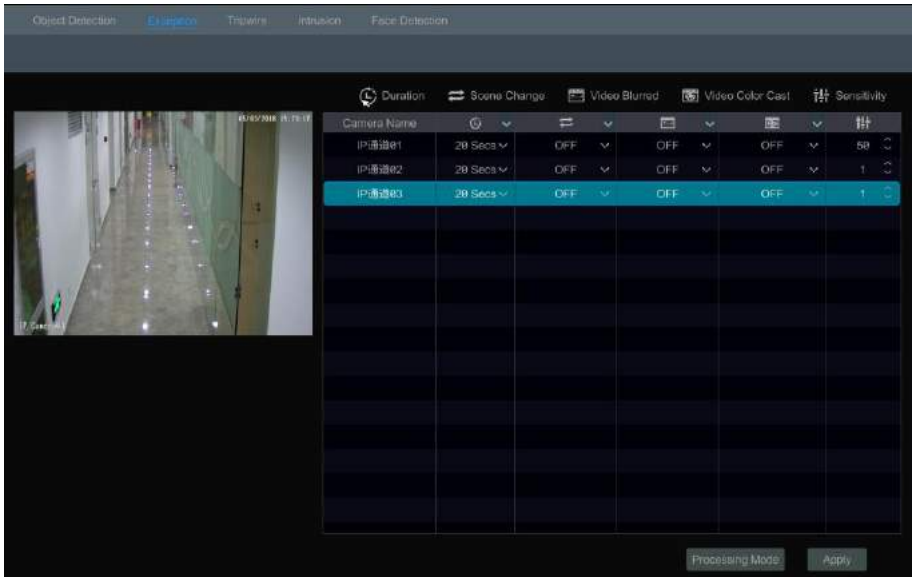 Object Detection Exception Tripwire Intrusion Face Detection
Duration Scene Change Video Blurred Video Color Cast Sensitivity
Camera Name
IP通道01 20 Secs OFF OFF OFF 50
IP通道02 20 Secs OFF OFF OFF 1
IP通道03 20 Secs OFF OFF OFF 1
Processing Mode Apply